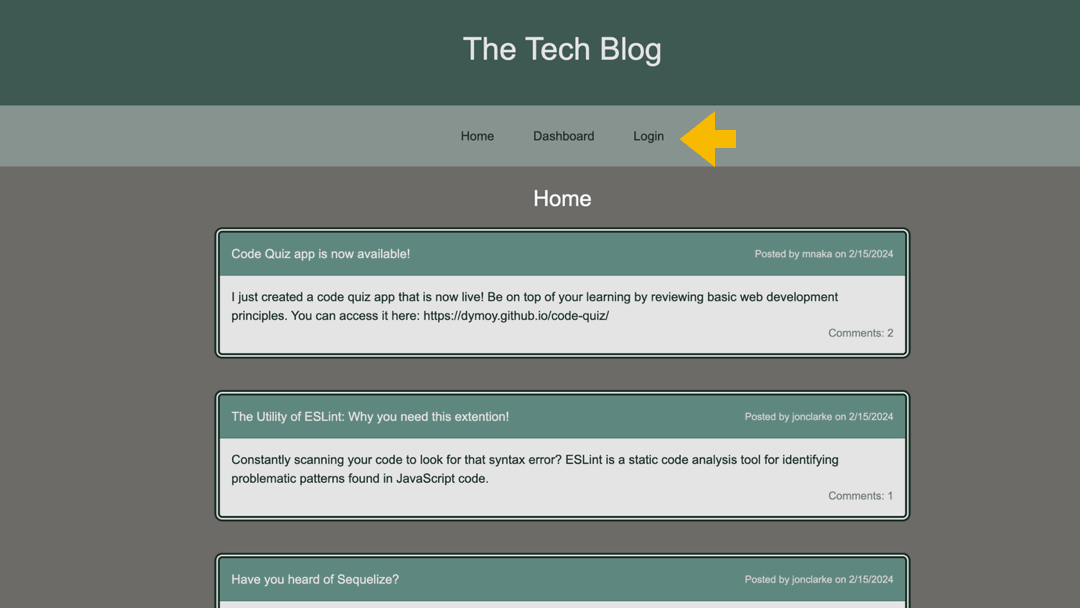 The Tech Blog
Home Dashboard Login
Home
Code Quiz app is now available! Posted by mnaka on 2/15/2024
I just created a code quiz app that is now live! Be on top of your learning by reviewing basic web development
principles. You can access it here: https://dymoy.github.io/code-quiz/
Comments: 2
The Utility of ESLint: Why you need this extention! Posted by jonclarke on 2/15/2024
Constantly scanning your code to look for that syntax error? ESLint is a static code analysis tool for identifying
problematic patterns found in JavaScript code.
Comments: 1
Have you heard of Sequelize? Posted by jonclarke on 2/15/2024